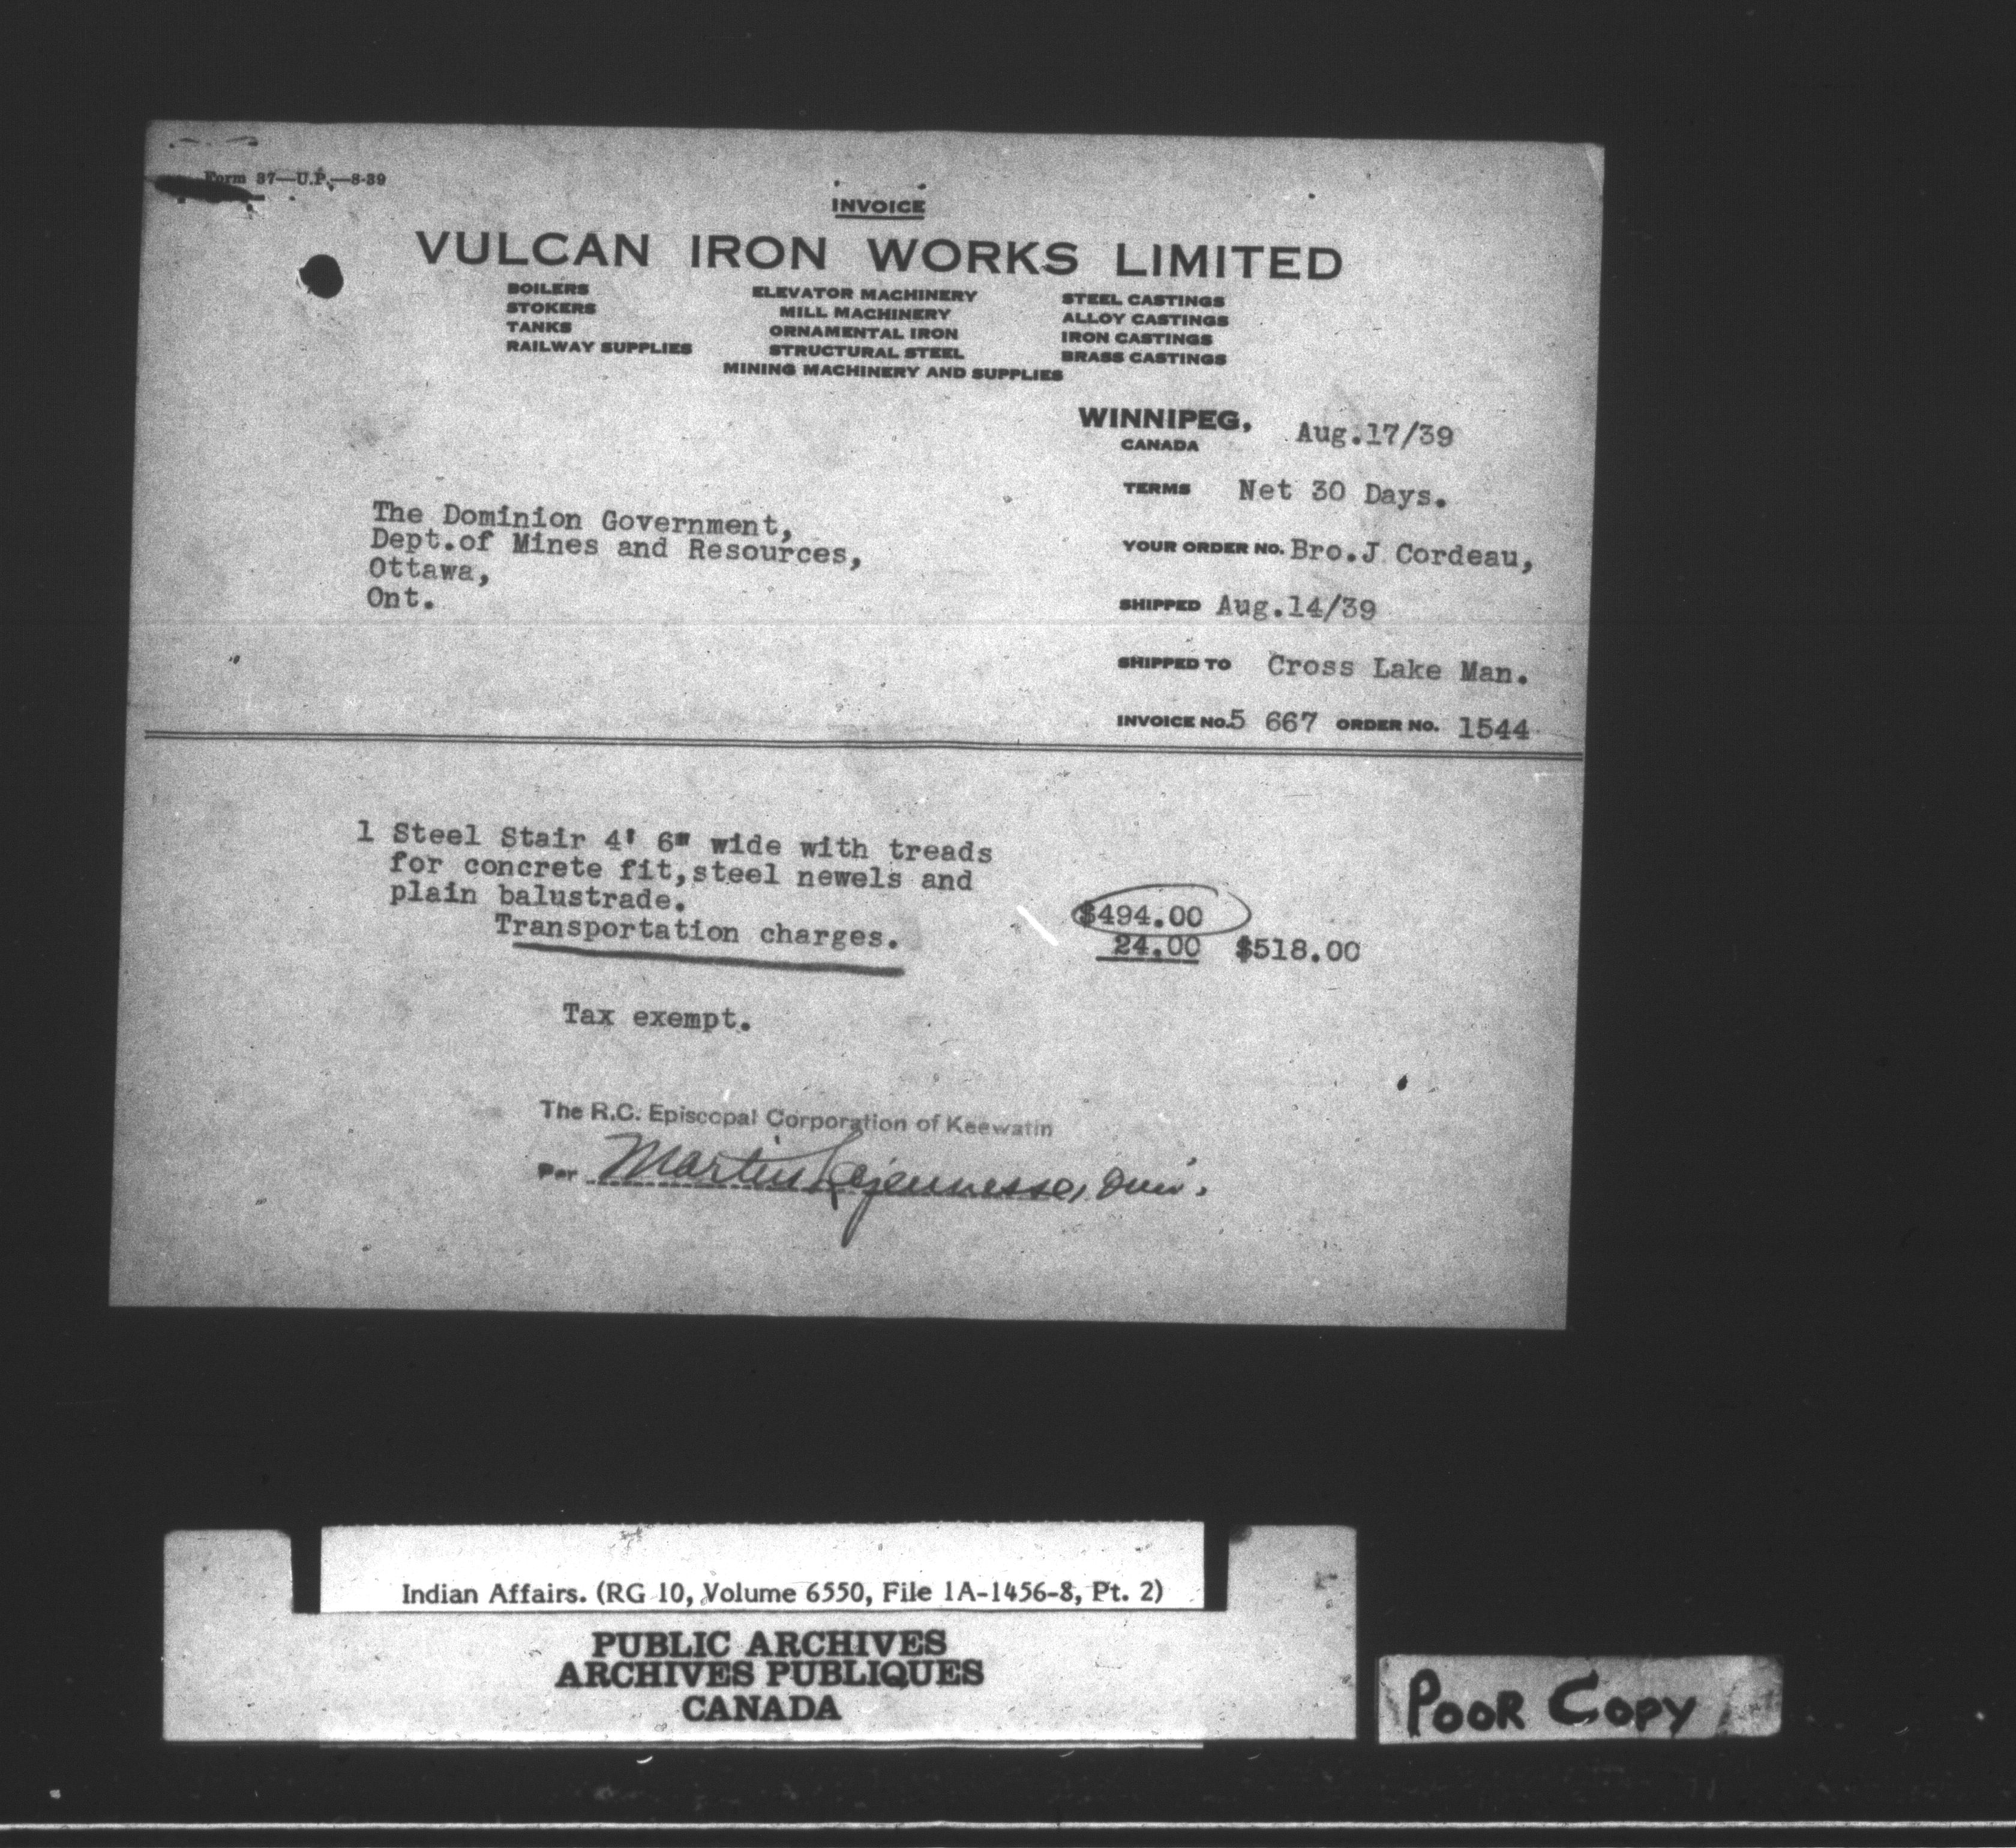 Form 37—U.P.—8-39
INVOICE
VULCAN IRON WORKS LIMITED
BOILERS
STOKERS
TANKS
RAILWAY SUPPLIES
ELEVATOR MACHINERY
MILL MACHINERY
ORNAMENTAL IRON
STRUCTURAL STEEL
MINING MACHINERY AND SUPPLIES
STEEL CASTINGS
ALLOY CASTINGS
IRON CASTINGS
BRASS CASTINGS
WINNIPEG, Aug.17/39
CANADA
TERMS Net 30 Days.
The Dominion Government,
Dept.of Mines and Resources,
Ottawa,
Ont.
YOUR ORDER NO. Bro.J Cordeau,
SHIPPED Aug.14/39
SHIPPED TO Cross Lake Man.
INVOICE NO. 5 667 ORDER NO. 1544
1 Steel Stair 4' 6" wide with treads
for concrete fit,steel newels and
plain balustrade. $494.00
Transportation charges. 24.00 $518.00
Tax exempt.
The R.C. Episcopal Corporation of Keewatin
Per Martin Lajeunesse,
Indian Affairs. (RG 10, Volume 6550, File 1A-1456-8, Pt. 2)
PUBLIC ARCHIVES
ARCHIVES PUBLIQUES
CANADA
POOR COPY